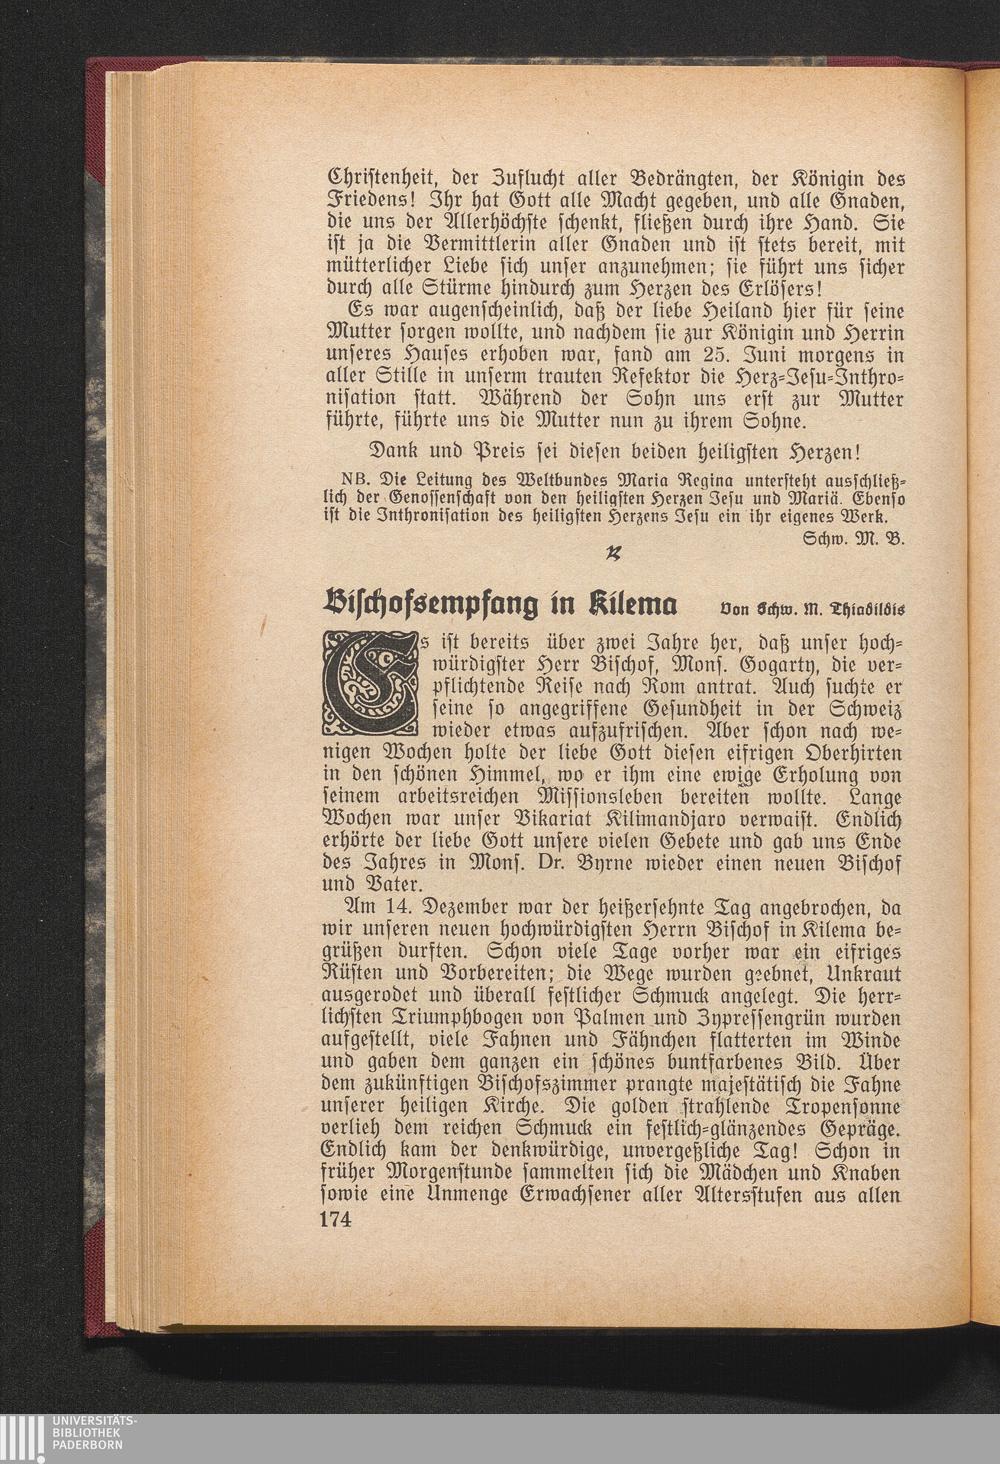 Christenheit, der Zuflucht aller Bedrängten, der Königin des
Friedens! Ihr hat Gott alle Macht gegeben, und alle Gnaden,
die uns der Allerhöchste schenkt, fließen durch ihre Hand. Sie
ist ja die Vermittlerin aller Gnaden und ist stets bereit, mit
mütterlicher Liebe sich unser anzunehmen; sie führt uns sicher
durch alle Stürme hindurch zum Herzen des Erlösers!
Es war augenscheinlich, daß der liebe Heiland hier für seine
Mutter sorgen wollte, und nachdem sie zur Königin und Herrin
unseres Hauses erhoben war, fand am 25. Juni morgens in
aller Stille in unserm trauten Refektor die Herz-Jesu-Inthro-
nisation statt. Während der Sohn uns erst zur Mutter
führte, führte uns die Mutter nun zu ihrem Sohne.
Dank und Preis sei diesen beiden heiligsten Herzen!
NB. Die Leitung des Weltbundes Maria Regina untersteht ausschließ-
lich der Genossenschaft von den heiligsten Herzen Jesu und Mariä. Ebenso
ist die Inthronisation des heiligsten Herzens Jesu ein ihr eigenes Werk.
Schw. M. B.
Bischofsempfang in Kilema Von Schw. M. Thiadildis
Es ist bereits über zwei Jahre her, daß unser hoch-
würdigster Herr Bischof, Mons. Gogarty, die ver-
pflichtende Reise nach Rom antrat. Auch suchte er
seine so angegriffene Gesundheit in der Schweiz
wieder etwas aufzufrischen. Aber schon nach we-
nigen Wochen holte der liebe Gott diesen eifrigen Oberhirten
in den schönen Himmel, wo er ihm eine ewige Erholung von
seinem arbeitsreichen Missionsleben bereiten wollte. Lange
Wochen war unser Vikariat Kilimandjaro verwaist. Endlich
erhörte der liebe Gott unsere vielen Gebete und gab uns Ende
des Jahres in Mons. Dr. Byrne wieder einen neuen Bischof
und Vater.
Am 14. Dezember war der heißersehnte Tag angebrochen, da
wir unseren neuen hochwürdigsten Herrn Bischof in Kilema be-
grüßen durften. Schon viele Tage vorher war ein eifriges
Rüsten und Vorbereiten; die Wege wurden geebnet, Unkraut
ausgerodet und überall festlicher Schmuck angelegt. Die herr-
lichsten Triumphbogen von Palmen und Zypressengrün wurden
aufgestellt, viele Fahnen und Fähnchen flatterten im Winde
und gaben dem ganzen ein schönes buntfarbenes Bild. Über
dem zukünftigen Bischofszimmer prangte majestätisch die Fahne
unserer heiligen Kirche. Die golden strahlende Tropensonne
verlieh dem reichen Schmuck ein festlich-glänzendes Gepräge.
Endlich kam der denkwürdige, unvergeßliche Tag! Schon in
früher Morgenstunde sammelten sich die Mädchen und Knaben
sowie eine Unmenge Erwachsener aller Altersstufen aus allen
174
UNIVERSITÄTS-
BIBLIOTHEK
PADERBORN